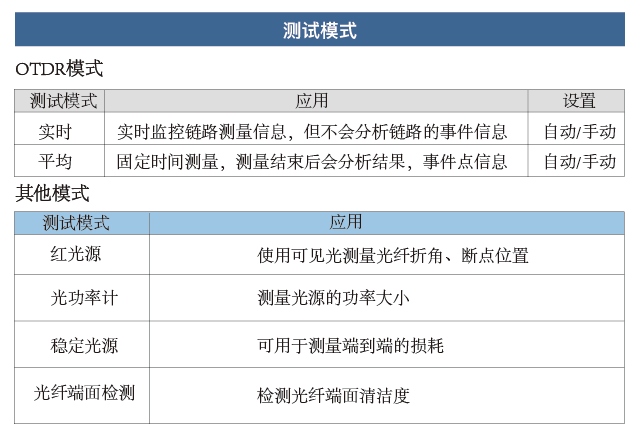 测试模式
OTDR模式
测试模式 应用 设置
实时 实时监控链路测量信息，但不会分析链路的事件信息 自动/手动
平均 固定时间测量，测量结束后会分析结果，事件点信息 自动/手动
其他模式
测试模式 应用
红光源 使用可见光测量光纤折角、断点位置
光功率计 测量光源的功率大小
稳定光源 可用于测量端到端的损耗
光纤端面检测 检测光纤端面清洁度